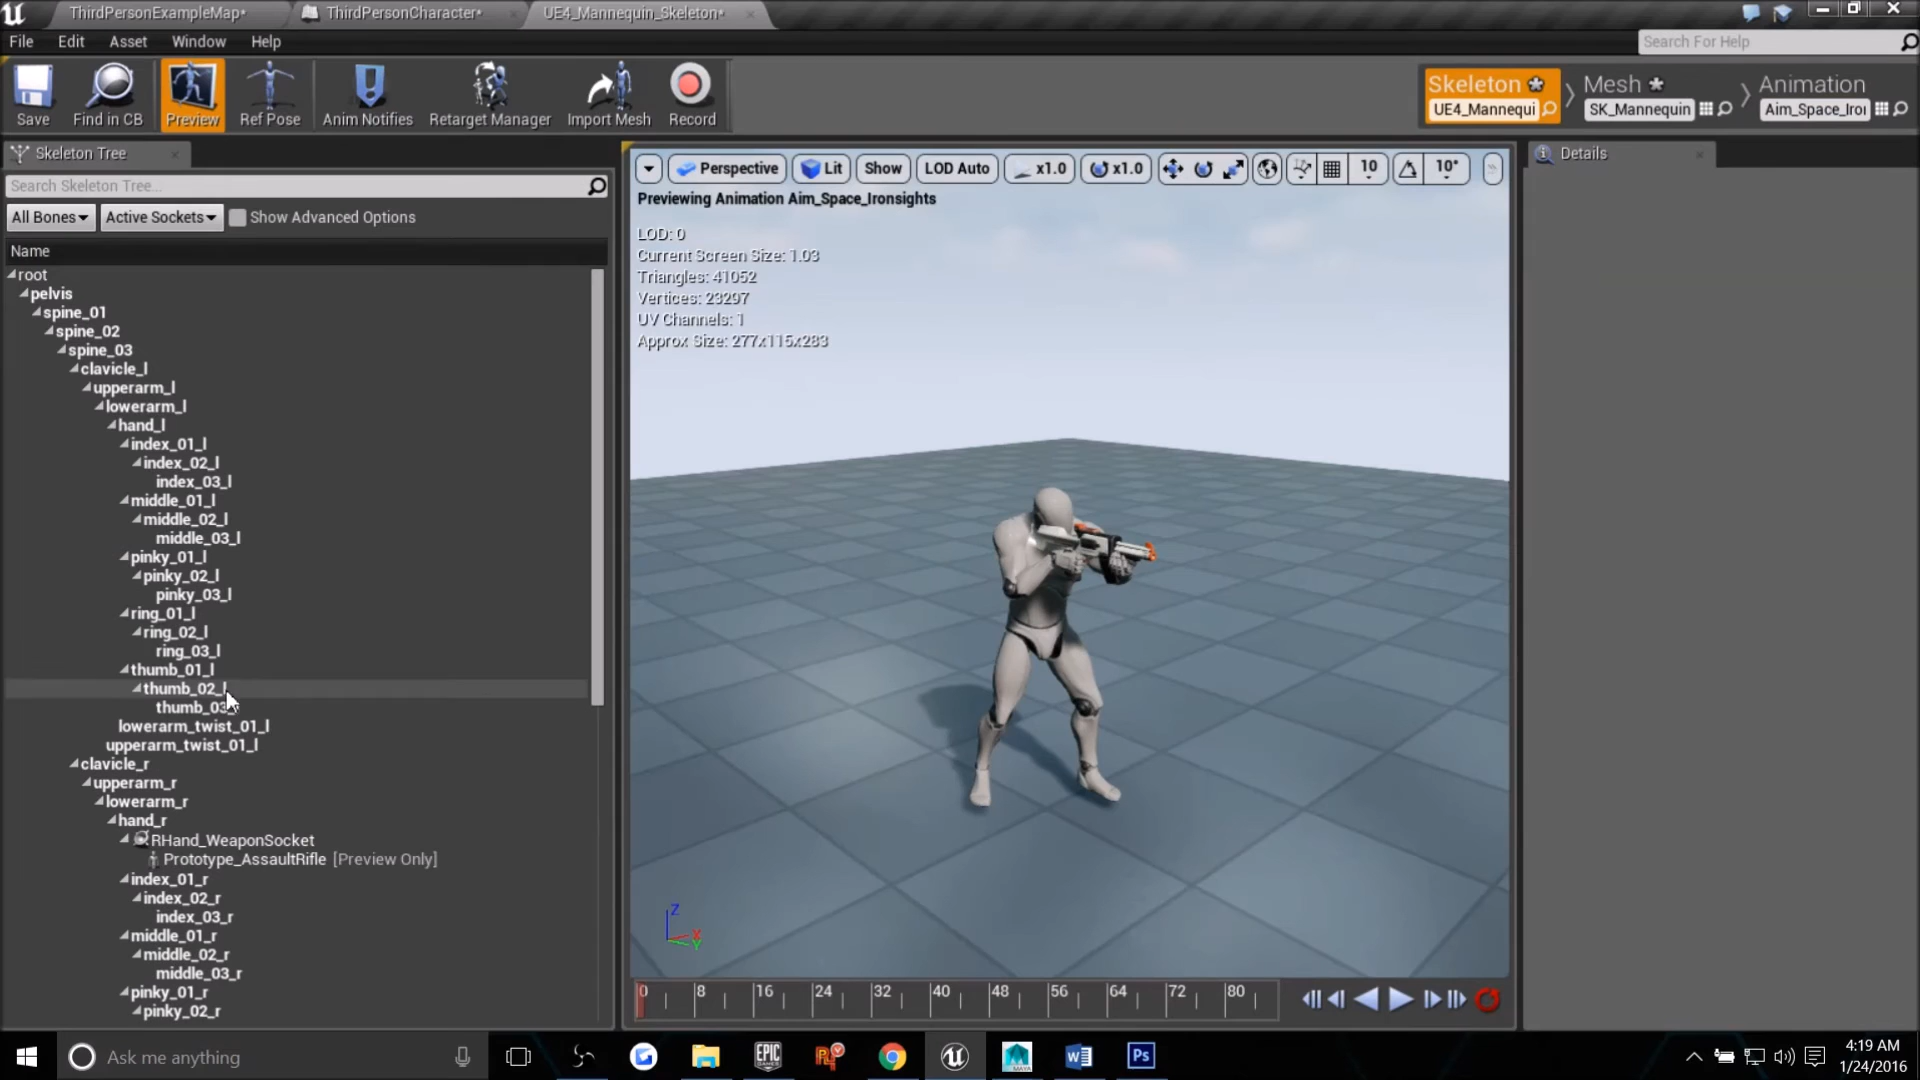 ThirdPersonExampleMap*
ThirdPersonCharacter*
UE4_Mannequin_Skeleton*
File Edit Asset Window Help
Search For Help
Save
Find in CB
Preview
Ref Pose
Anim Notifies
Retarget Manager
Import Mesh
Record
Skeleton
UE4_Mannequi
Mesh
SK_Mannequin
Animation
Aim_Space_Iro
Skeleton Tree
Search Skeleton Tree...
All Bones
Active Sockets
Show Advanced Options
Name
root
pelvis
spine_01
spine_02
spine_03
clavicle_l
upperarm_l
lowerarm_l
hand_l
index_01_l
index_02_l
index_03_l
middle_01_l
middle_02_l
middle_03_l
pinky_01_l
pinky_02_l
pinky_03_l
ring_01_l
ring_02_l
ring_03_l
thumb_01_l
thumb_02_l
thumb_03_
lowerarm_twist_01_l
upperarm_twist_01_l
clavicle_r
upperarm_r
lowerarm_r
hand_r
RHand_WeaponSocket
Prototype_AssaultRifle [Preview Only]
index_01_r
index_02_r
index_03_r
middle_01_r
middle_02_r
middle_03_r
pinky_01_r
pinky_02_r
Perspective Lit Show LOD Auto x1.0 x1.0 10 10°
Previewing Animation Aim_Space_Ironsights
LOD: 0
Current Screen Size: 1.03
Triangles: 41052
Vertices: 23297
UV Channels: 1
Approx Size: 277x115x283
Z
X
Y
0 8 16 24 32 40 48 56 64 72 80
Details
Ask me anything
EPIC GAMES
MAYA
Ps
4:19 AM
1/24/2016